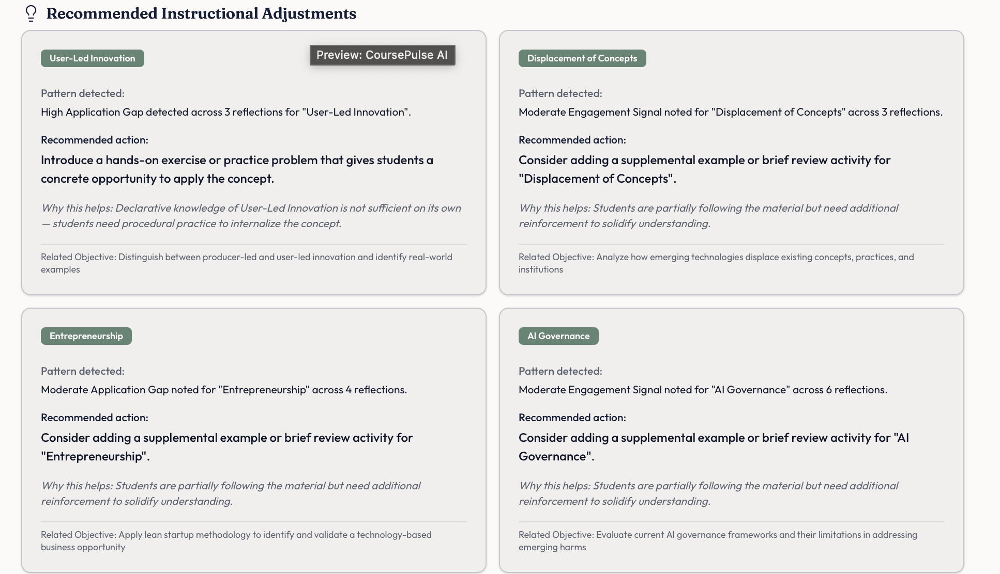 Recommended Instructional Adjustments
User-Led Innovation
Preview: CoursePulse AI
Pattern detected:
High Application Gap detected across 3 reflections for "User-Led Innovation".
Recommended action:
Introduce a hands-on exercise or practice problem that gives students a
concrete opportunity to apply the concept.
Why this helps: Declarative knowledge of User-Led Innovation is not sufficient on its own
— students need procedural practice to internalize the concept.
Related Objective: Distinguish between producer-led and user-led innovation and identify real-world
examples
Displacement of Concepts
Pattern detected:
Moderate Engagement Signal noted for "Displacement of Concepts" across 3 reflections.
Recommended action:
Consider adding a supplemental example or brief review activity for
"Displacement of Concepts".
Why this helps: Students are partially following the material but need additional
reinforcement to solidify understanding.
Related Objective: Analyze how emerging technologies displace existing concepts, practices, and
institutions
Entrepreneurship
Pattern detected:
Moderate Application Gap noted for "Entrepreneurship" across 4 reflections.
Recommended action:
Consider adding a supplemental example or brief review activity for
"Entrepreneurship".
Why this helps: Students are partially following the material but need additional
reinforcement to solidify understanding.
Related Objective: Apply lean startup methodology to identify and validate a technology-based
business opportunity
AI Governance
Pattern detected:
Moderate Engagement Signal noted for "AI Governance" across 6 reflections.
Recommended action:
Consider adding a supplemental example or brief review activity for "AI
Governance".
Why this helps: Students are partially following the material but need additional
reinforcement to solidify understanding.
Related Objective: Evaluate current AI governance frameworks and their limitations in addressing
emerging harms